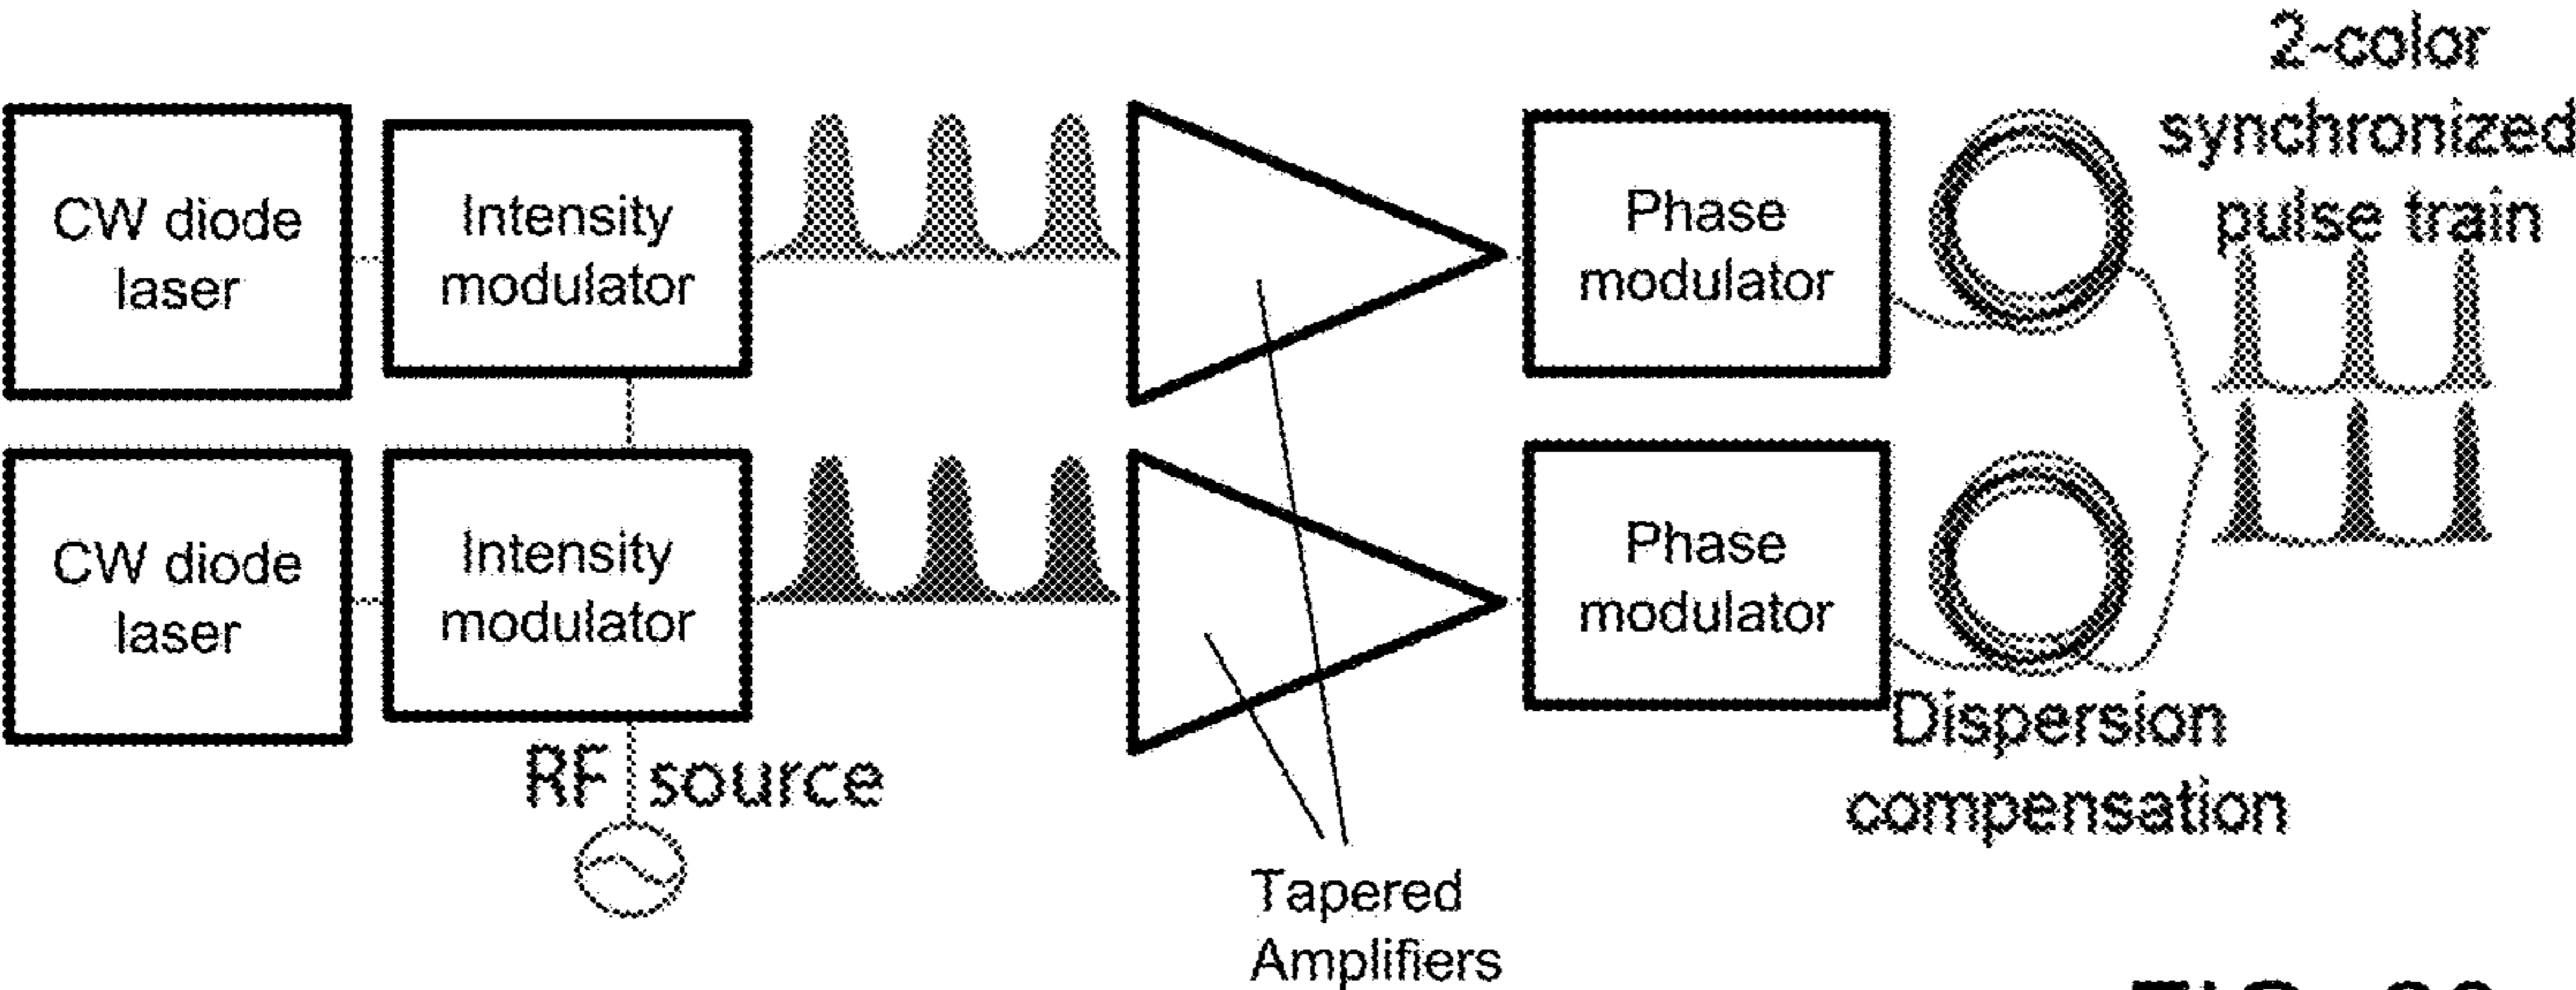 2-color
synchronized
pulse train
CW diode
laser
Intensity
modulator
Phase
modulator
CW diode
laser
Intensity
modulator
Phase
modulator
Dispersion
compensation
RF source
Tapered
Amplifiers